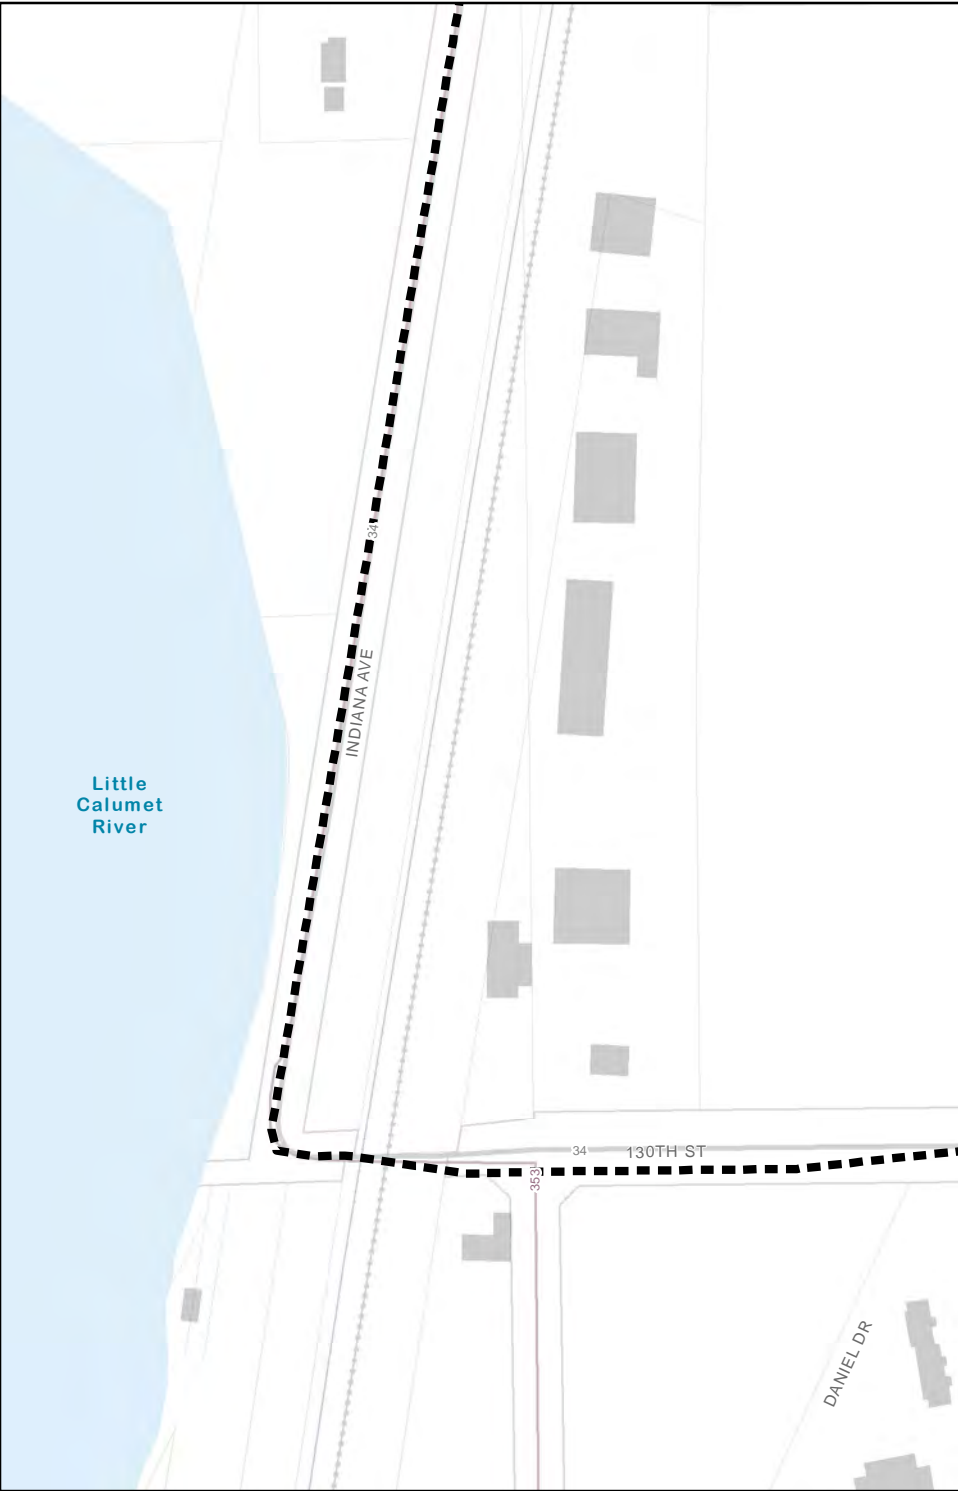 34
INDIANA AVE
Little
Calumet
River
34
130TH ST
353
DANIEL DR